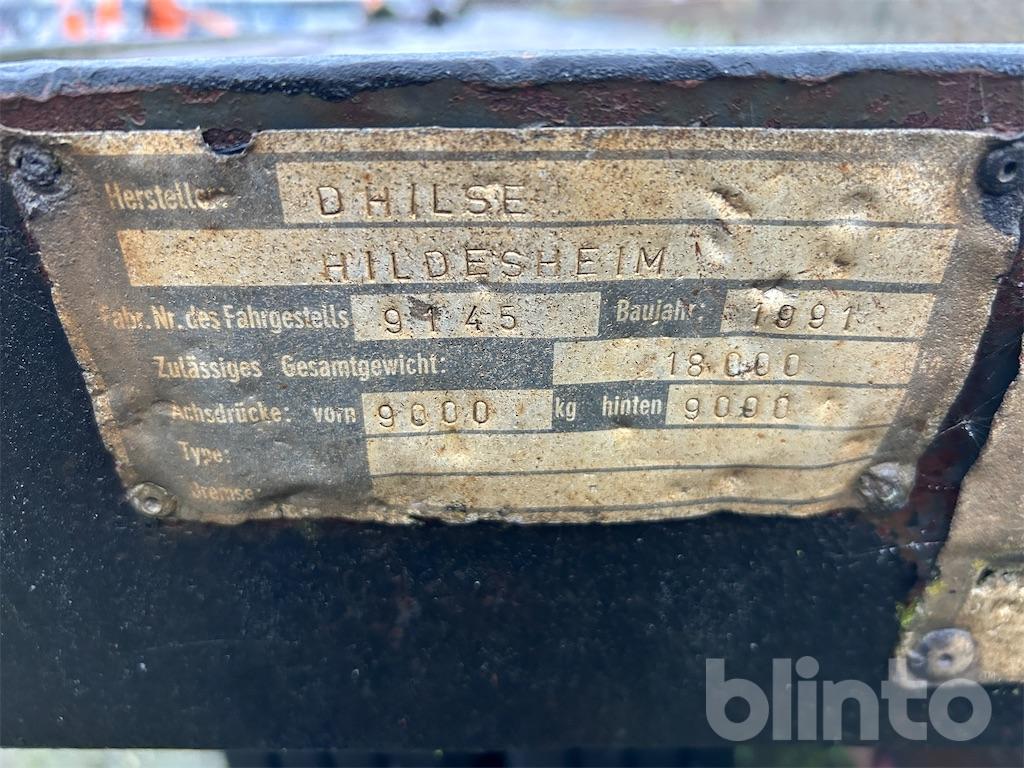 Hersteller: D HILSE
HILDESHEIM
Fabr. Nr. des Fahrgestells 9145 Baujahr: 1991
Zulässiges Gesamtgewicht: 18000 kg
Achsdrücke: vorn 9000 kg hinten 9000
Type:
Bremse
blinto